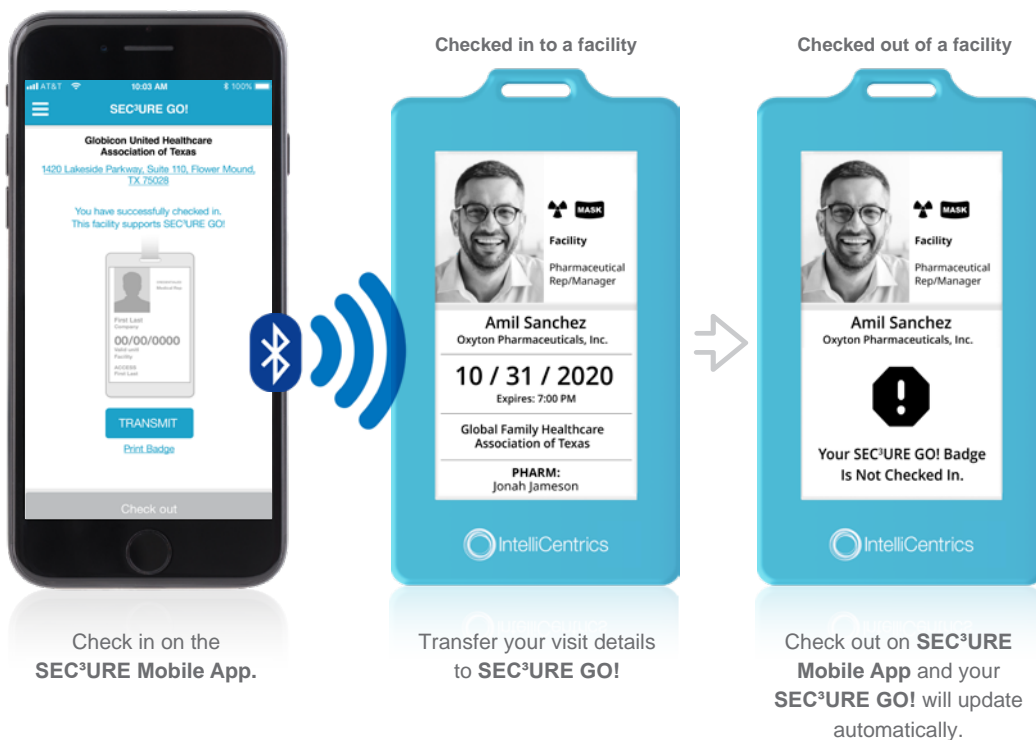 AT&T 10:03 AM 100%
SEC³URE GO!
Globicon United Healthcare
Association of Texas
1420 Lakeside Parkway, Suite 110, Flower Mound,
TX 75028
You have successfully checked in.
This facility supports SEC³URE GO!
Medical Rep
First Last
Company
00/00/0000
Valid until
Facility
ACCESS
First Last
TRANSMIT
Print Badge
Check out
Check in on the
SEC³URE Mobile App.
Checked in to a facility
MASK
Facility
Pharmaceutical
Rep/Manager
Amil Sanchez
Oxyton Pharmaceuticals, Inc.
10 / 31 / 2020
Expires: 7:00 PM
Global Family Healthcare
Association of Texas
PHARM:
Jonah Jameson
IntelliCentrics
Transfer your visit details
to SEC³URE GO!
Checked out of a facility
MASK
Facility
Pharmaceutical
Rep/Manager
Amil Sanchez
Oxyton Pharmaceuticals, Inc.
!
Your SEC³URE GO! Badge
Is Not Checked In.
IntelliCentrics
Check out on SEC³URE
Mobile App and your
SEC³URE GO! will update
automatically.